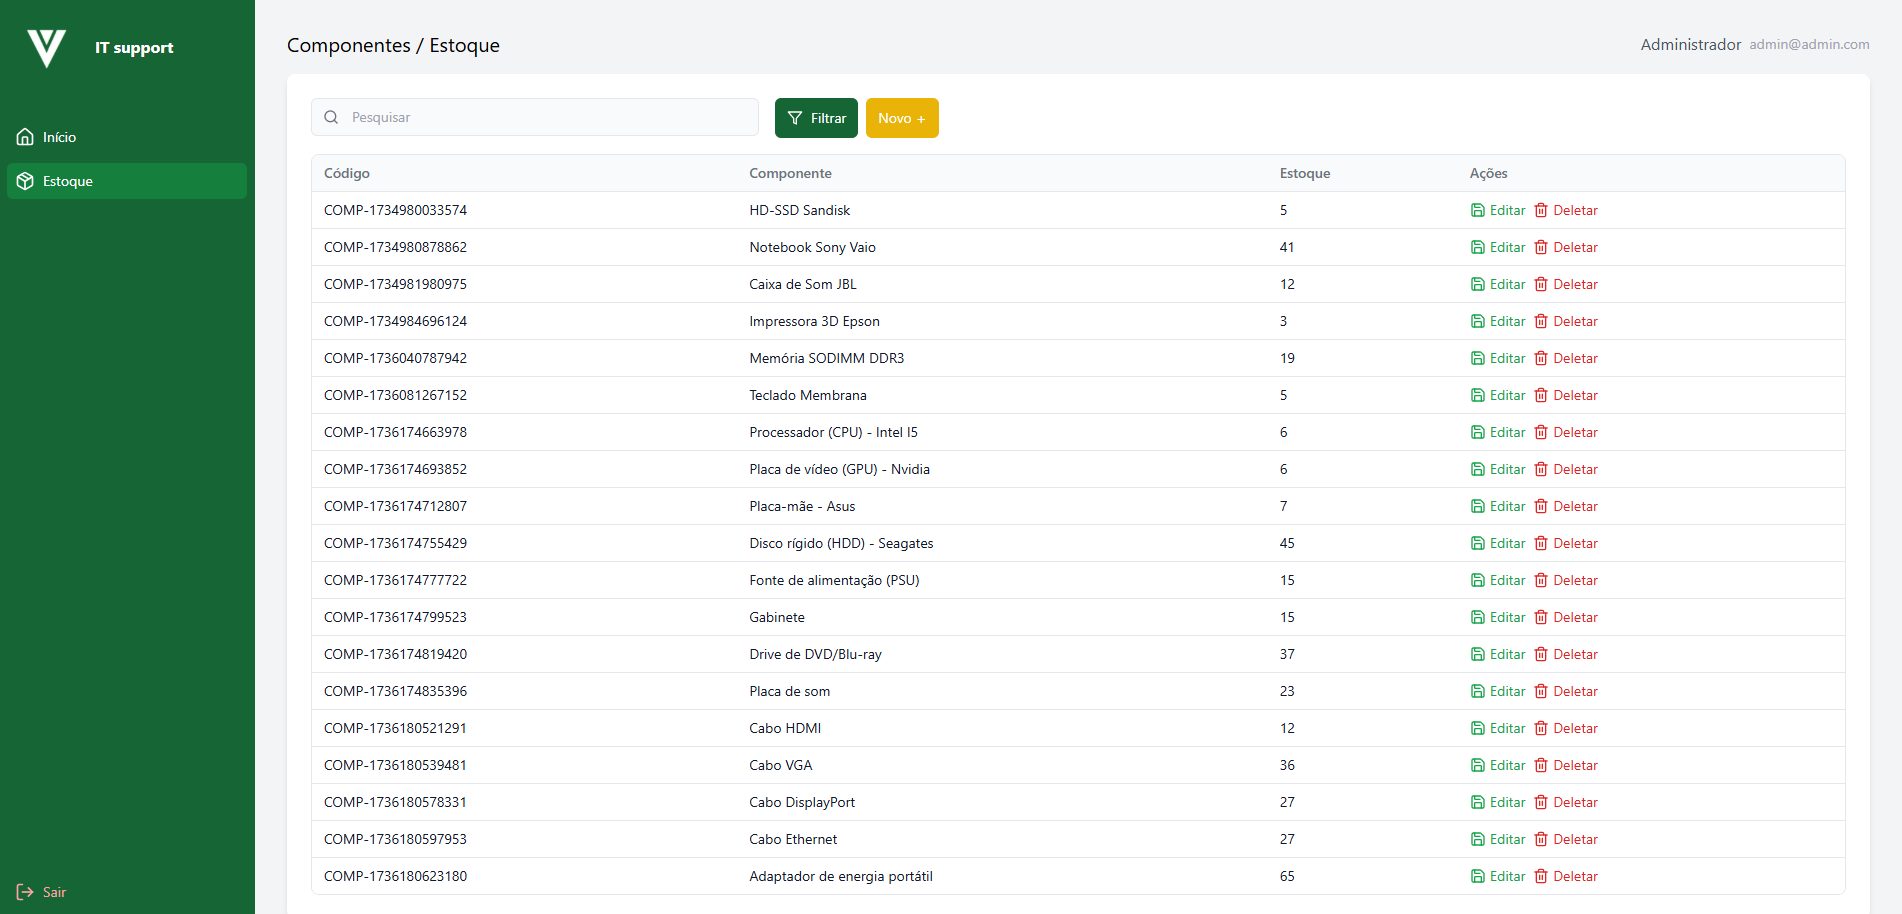 IT support
Início
Estoque
Sair
Componentes / Estoque
Administrador admin@admin.com
Pesquisar
Filtrar
Novo +
Código Componente Estoque Ações
COMP-1734980033574 HD-SSD Sandisk 5 Editar Deletar
COMP-1734980878862 Notebook Sony Vaio 41 Editar Deletar
COMP-1734981980975 Caixa de Som JBL 12 Editar Deletar
COMP-1734984696124 Impressora 3D Epson 3 Editar Deletar
COMP-1736040787942 Memória SODIMM DDR3 19 Editar Deletar
COMP-1736081267152 Teclado Membrana 5 Editar Deletar
COMP-1736174663978 Processador (CPU) - Intel I5 6 Editar Deletar
COMP-1736174693852 Placa de vídeo (GPU) - Nvidia 6 Editar Deletar
COMP-1736174712807 Placa-mãe - Asus 7 Editar Deletar
COMP-1736174755429 Disco rígido (HDD) - Seagates 45 Editar Deletar
COMP-1736174777722 Fonte de alimentação (PSU) 15 Editar Deletar
COMP-1736174799523 Gabinete 15 Editar Deletar
COMP-1736174819420 Drive de DVD/Blu-ray 37 Editar Deletar
COMP-1736174835396 Placa de som 23 Editar Deletar
COMP-1736180521291 Cabo HDMI 12 Editar Deletar
COMP-1736180539481 Cabo VGA 36 Editar Deletar
COMP-1736180578331 Cabo DisplayPort 27 Editar Deletar
COMP-1736180597953 Cabo Ethernet 27 Editar Deletar
COMP-1736180623180 Adaptador de energia portátil 65 Editar Deletar